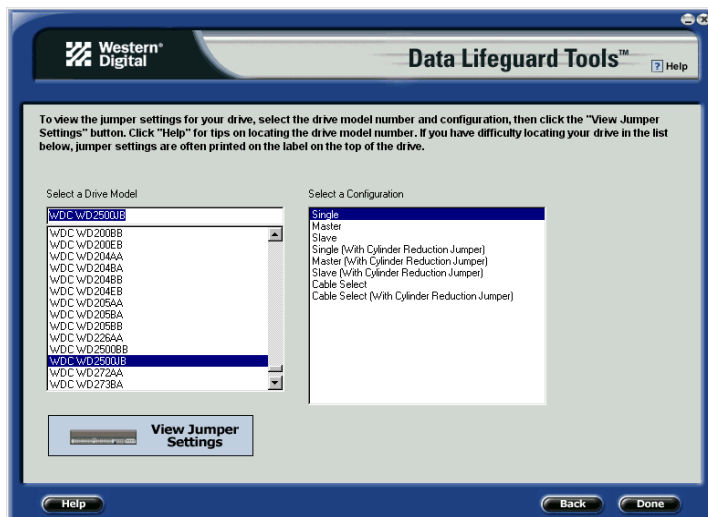 Western®
Digital
Data Lifeguard Tools™
? Help
To view the jumper settings for your drive, select the drive model number and configuration, then click the "View Jumper
Settings" button. Click "Help" for tips on locating the drive model number. If you have difficulty locating your drive in the list
below, jumper settings are often printed on the label on the top of the drive.
Select a Drive Model
WDC WD2500JB
WDC WD200BB
WDC WD200EB
WDC WD204AA
WDC WD204BA
WDC WD204BB
WDC WD204EB
WDC WD205AA
WDC WD205BA
WDC WD205BB
WDC WD226AA
WDC WD2500BB
WDC WD2500JB
WDC WD272AA
WDC WD273BA
Select a Configuration
Single
Master
Slave
Single (With Cylinder Reduction Jumper)
Master (With Cylinder Reduction Jumper)
Slave (With Cylinder Reduction Jumper)
Cable Select
Cable Select (With Cylinder Reduction Jumper)
View Jumper
Settings
Help
Back
Done